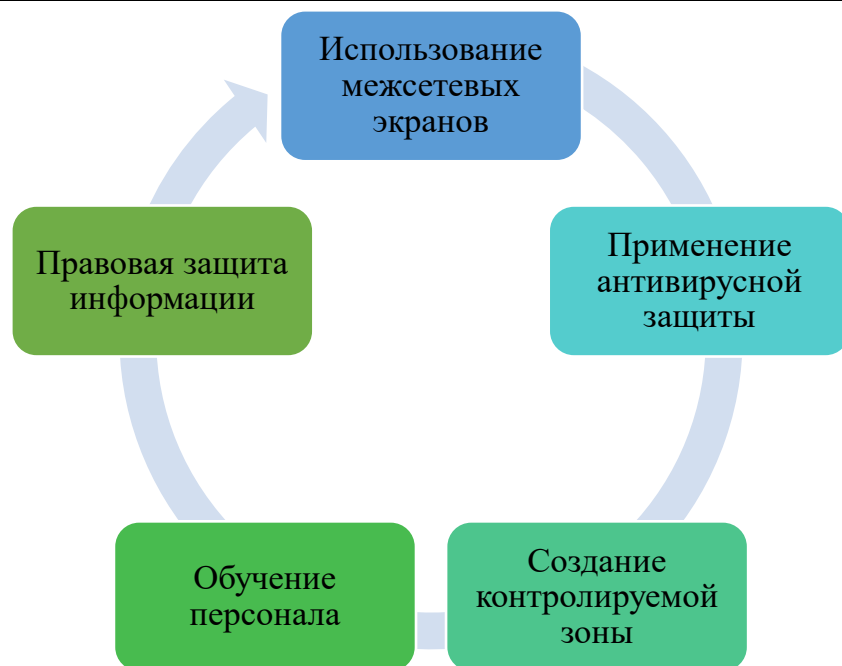 Использование
межсетевых
экранов
Применение
антивирусной
защиты
Создание
контролируемой
зоны
Обучение
персонала
Правовая защита
информации